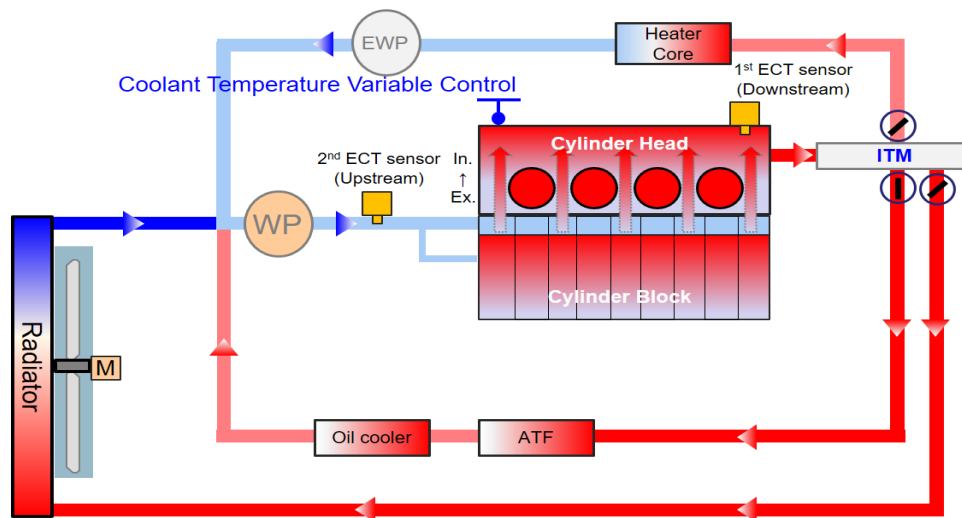 EWP
Heater
Core
Coolant Temperature Variable Control
1st ECT sensor
(Downstream)
2nd ECT sensor
(Upstream)
In.
↑
Ex.
Cylinder Head
ITM
WP
Cylinder Block
Radiator
M
Oil cooler
ATF